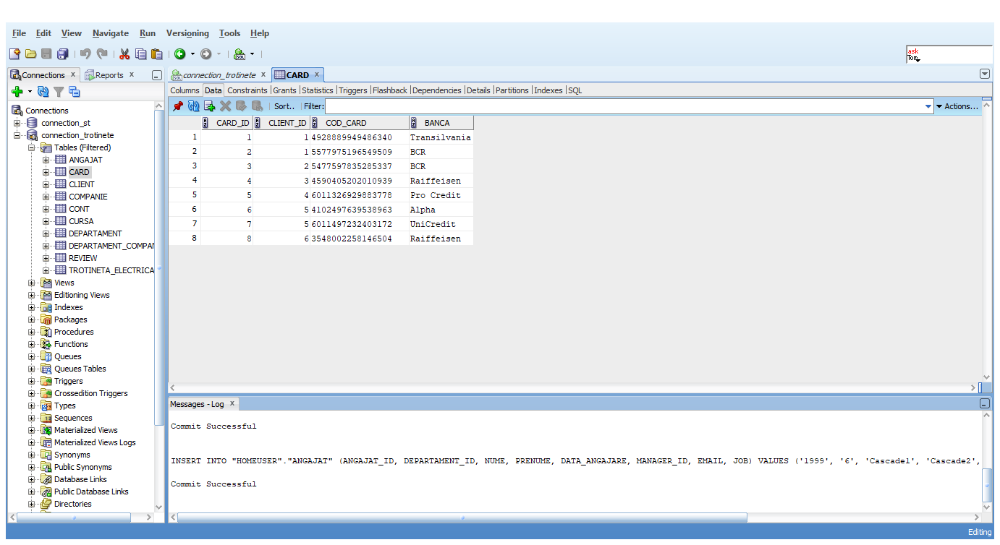 File Edit View Navigate Run Versioning Tools Help
ask
Tom
Connections x Reports x
connection_trotinete x CARD x
Columns Data Constraints Grants Statistics Triggers Flashback Dependencies Details Partitions Indexes SQL
Sort.. Filter: Actions...
CARD_ID CLIENT_ID COD_CARD BANCA
1 1 1 4928889949486340 Transilvania
2 2 1 5577975196549509 BCR
3 3 2 5477597835285337 BCR
4 4 3 4590405202010939 Raiffeisen
5 5 4 6011326929883778 Pro Credit
6 6 5 4102497639538963 Alpha
7 7 5 6011497232403172 UniCredit
8 8 6 3548002258146504 Raiffeisen
Connections
connection_st
connection_trotinete
Tables (Filtered)
ANGAJAT
CARD
CLIENT
COMPANIE
CONT
CURSA
DEPARTAMENT
DEPARTAMENT_COMPAN
REVIEW
TROTINETA_ELECTRICA
Views
Editioning Views
Indexes
Packages
Procedures
Functions
Queues
Queues Tables
Triggers
Crossedition Triggers
Types
Sequences
Materialized Views
Materialized Views Logs
Synonyms
Public Synonyms
Database Links
Public Database Links
Directories
Messages - Log x
Commit Successful
INSERT INTO "HOMEUSER"."ANGAJAT" (ANGAJAT_ID, DEPARTAMENT_ID, NUME, PRENUME, DATA_ANGAJARE, MANAGER_ID, EMAIL, JOB) VALUES ('1999', '6', 'Cascade1', 'Cascade2',
Commit Successful
Editing